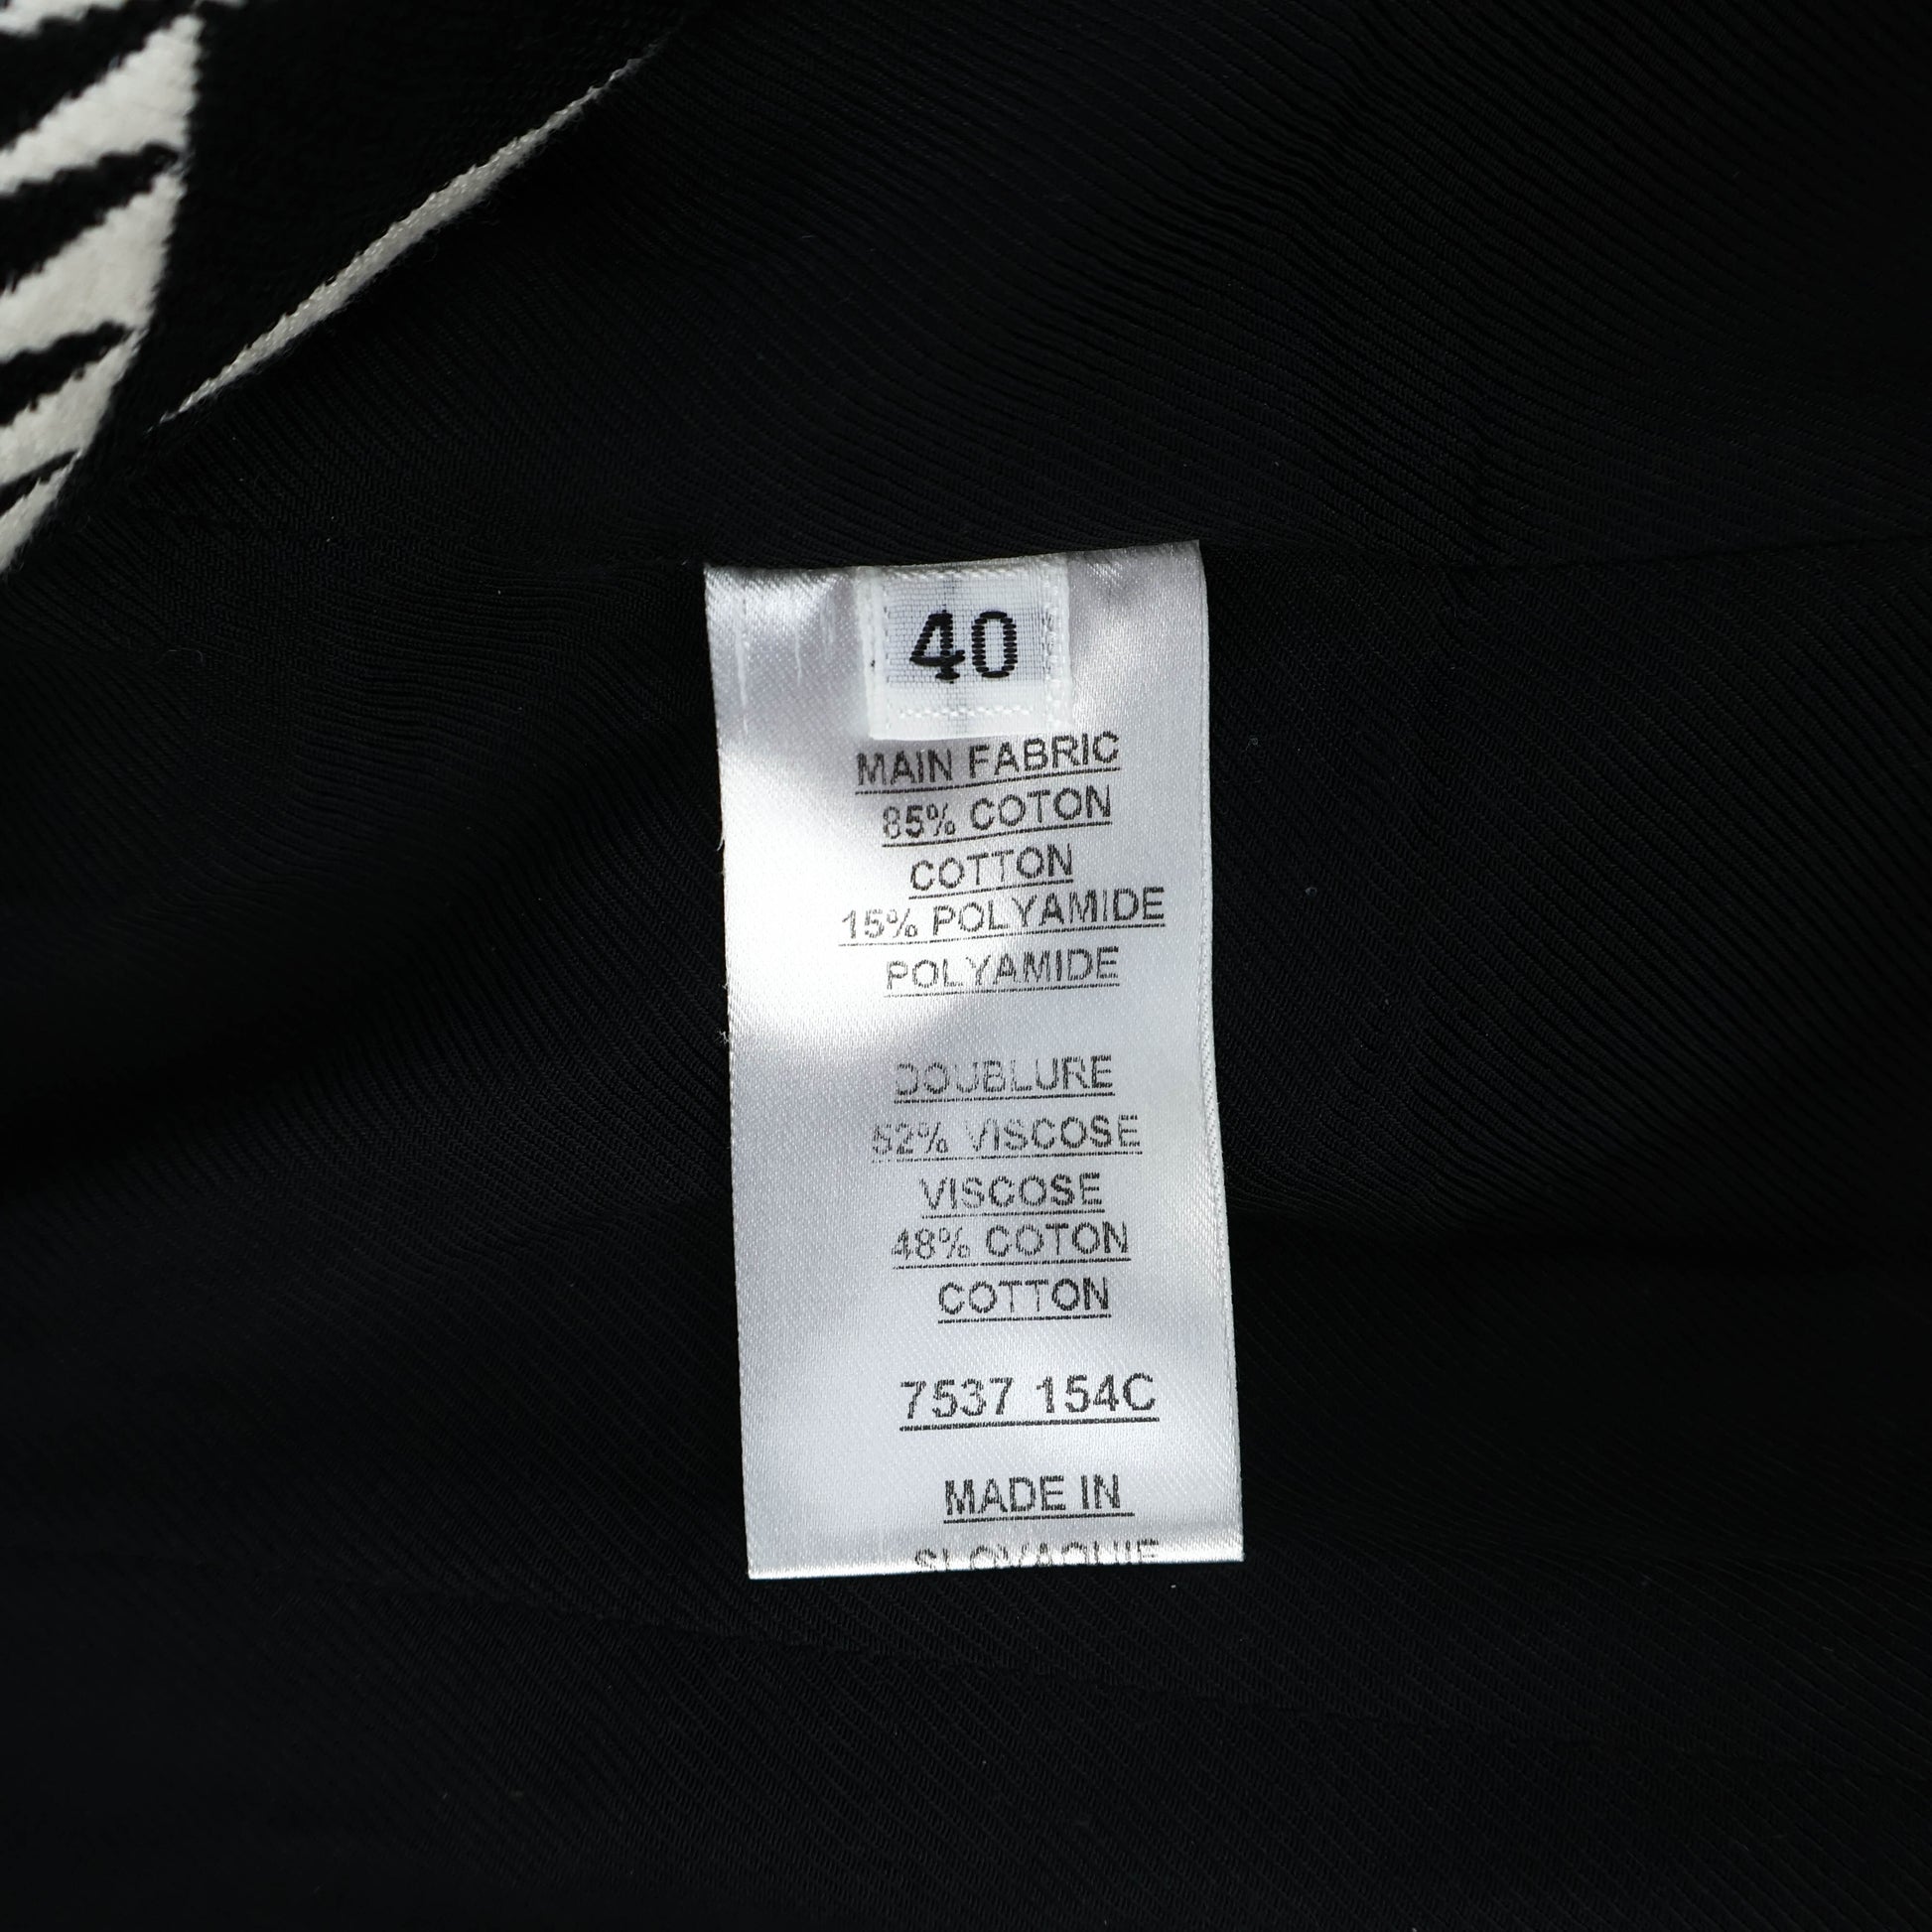 40
MAIN FABRIC
85% COTON
COTTON
15% POLYAMIDE
POLYAMIDE
DOUBLURE
52% VISCOSE
VISCOSE
48% COTON
COTTON
7537 154C
MADE IN
SLOVAQUIE